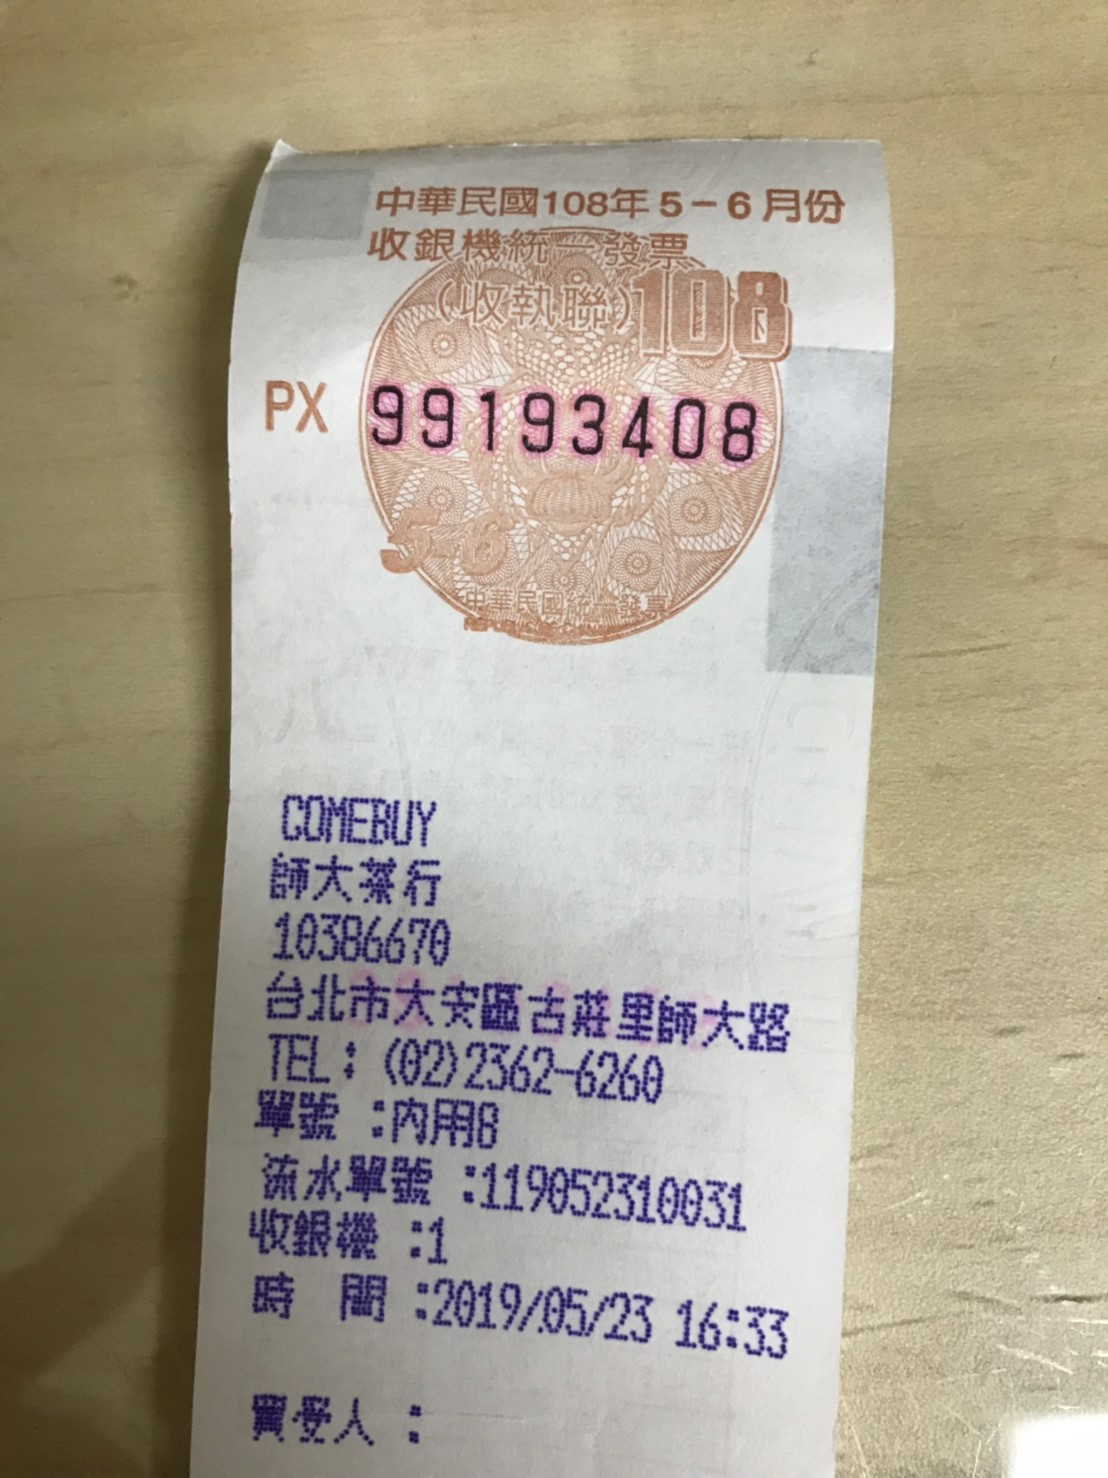 中華民國108年5-6月份
收銀機統一發票
(收執聯)108
PX 99193408
5-6
中華民國統一發票
COMEBUY
師大茶行
10386670
台北市大安區古莊里師大路
TEL:(02)2362-6260
單號 :內用B
流水單號 :119052310031
收銀機 :1
時 間 :2019/05/23 16:33
買受人 :